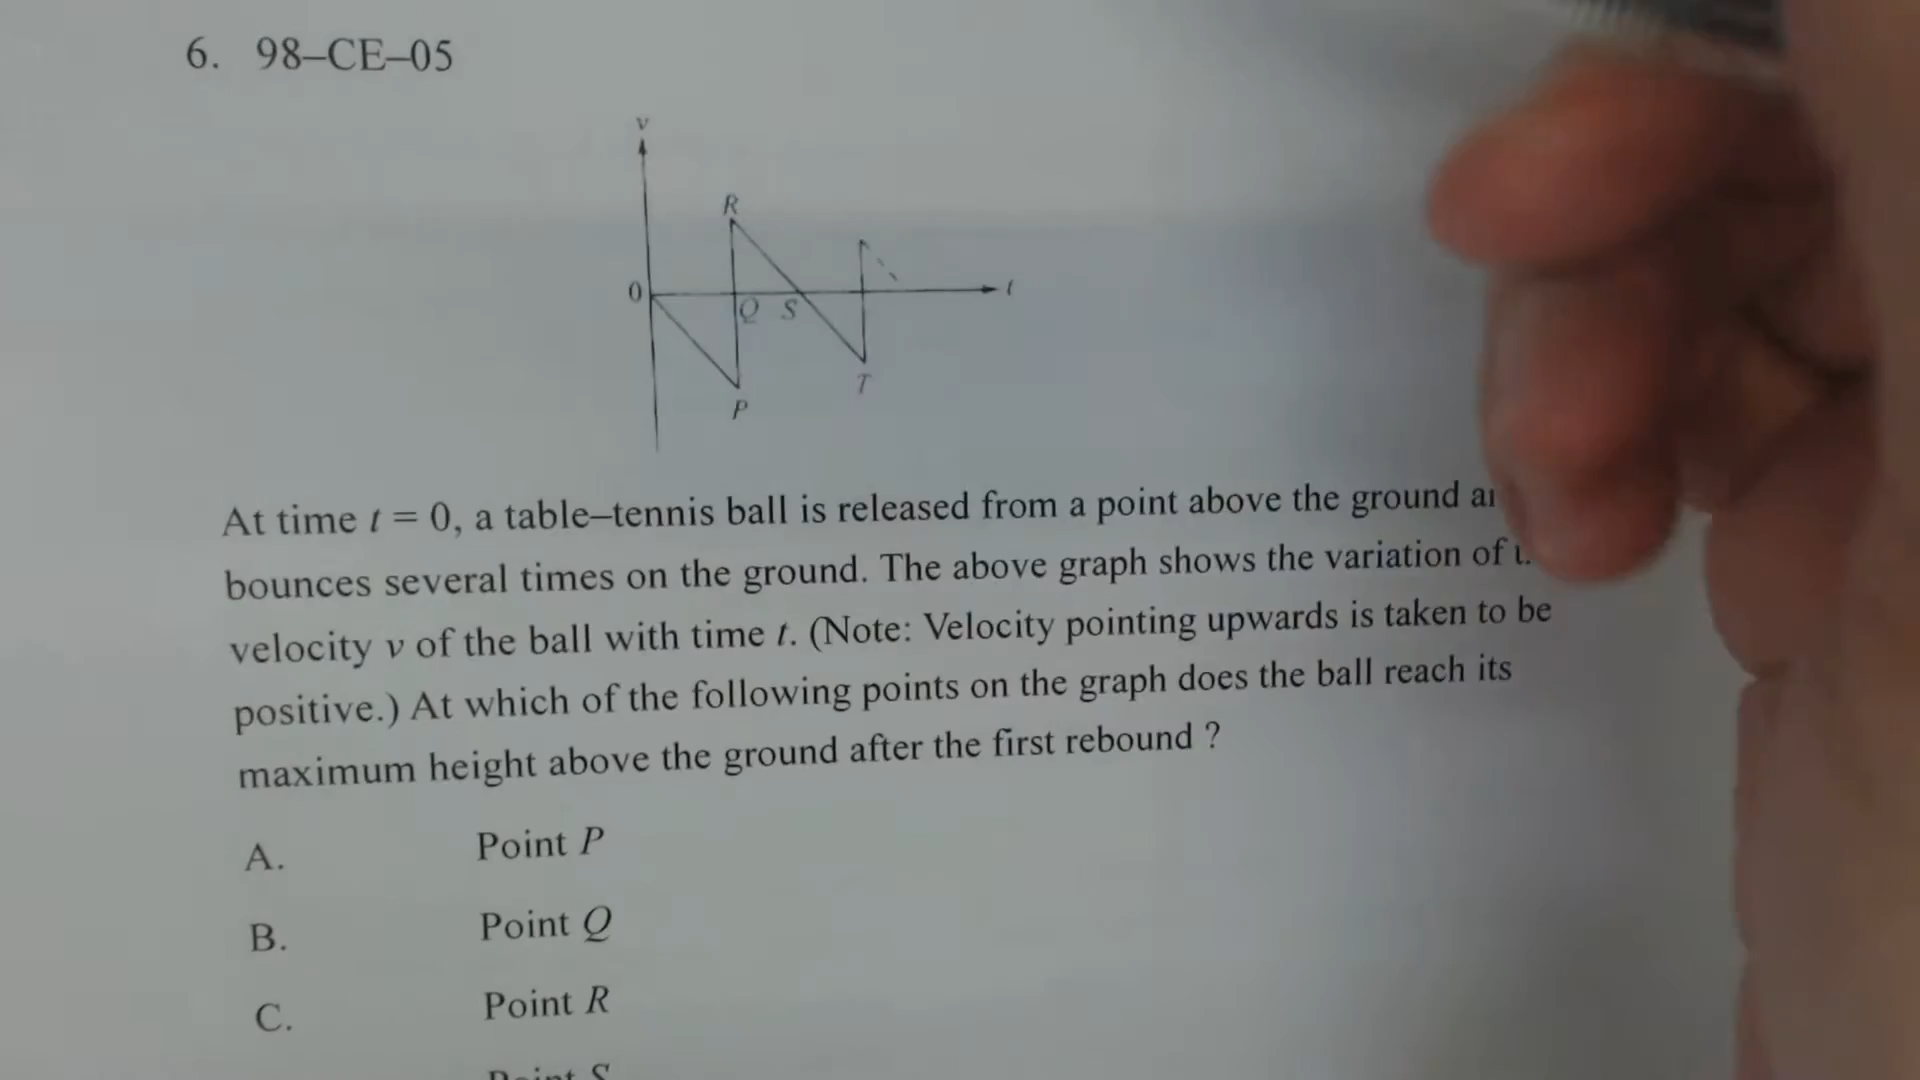 6. 98–CE–05
v
R
0
Q S
t
T
P
At time t = 0, a table–tennis ball is released from a point above the ground
bounces several times on the ground. The above graph shows the variation of
velocity v of the ball with time t. (Note: Velocity pointing upwards is taken to be
positive.) At which of the following points on the graph does the ball reach its
maximum height above the ground after the first rebound ?
A. Point P
B. Point Q
C. Point R
Point S